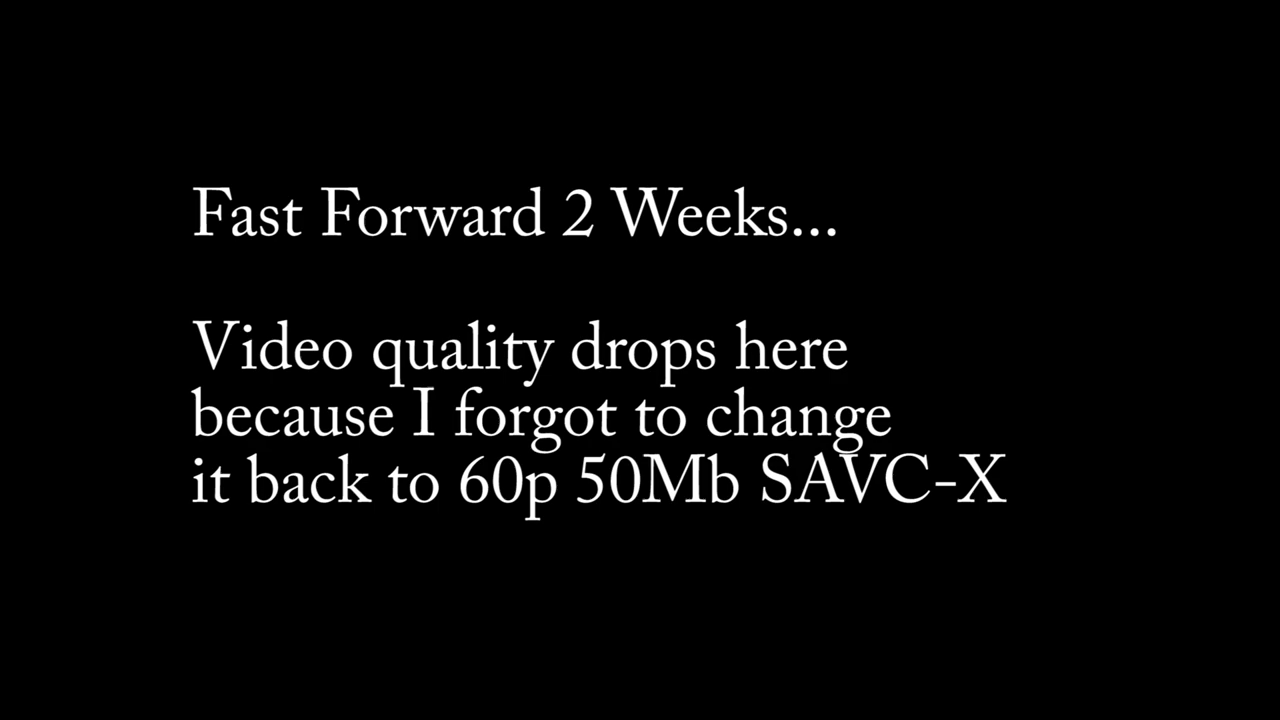 Fast Forward 2 Weeks...
Video quality drops here
because I forgot to change
it back to 60p 50Mb SAVC-X